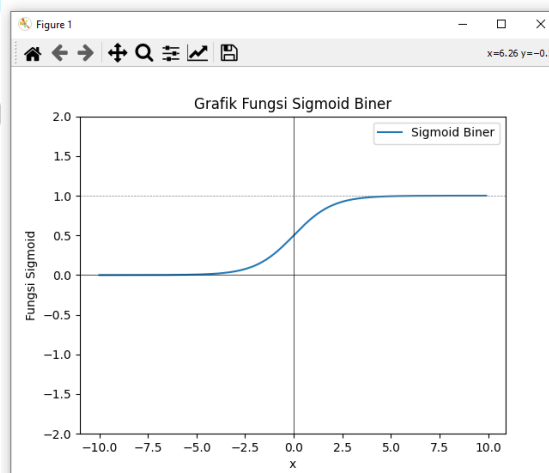 Figure 1
x=6.26 y=−0.
Grafik Fungsi Sigmoid Biner
Sigmoid Biner
Fungsi Sigmoid
2.0
1.5
1.0
0.5
0.0
−0.5
−1.0
−1.5
−2.0
−10.0 −7.5 −5.0 −2.5 0.0 2.5 5.0 7.5 10.0
x